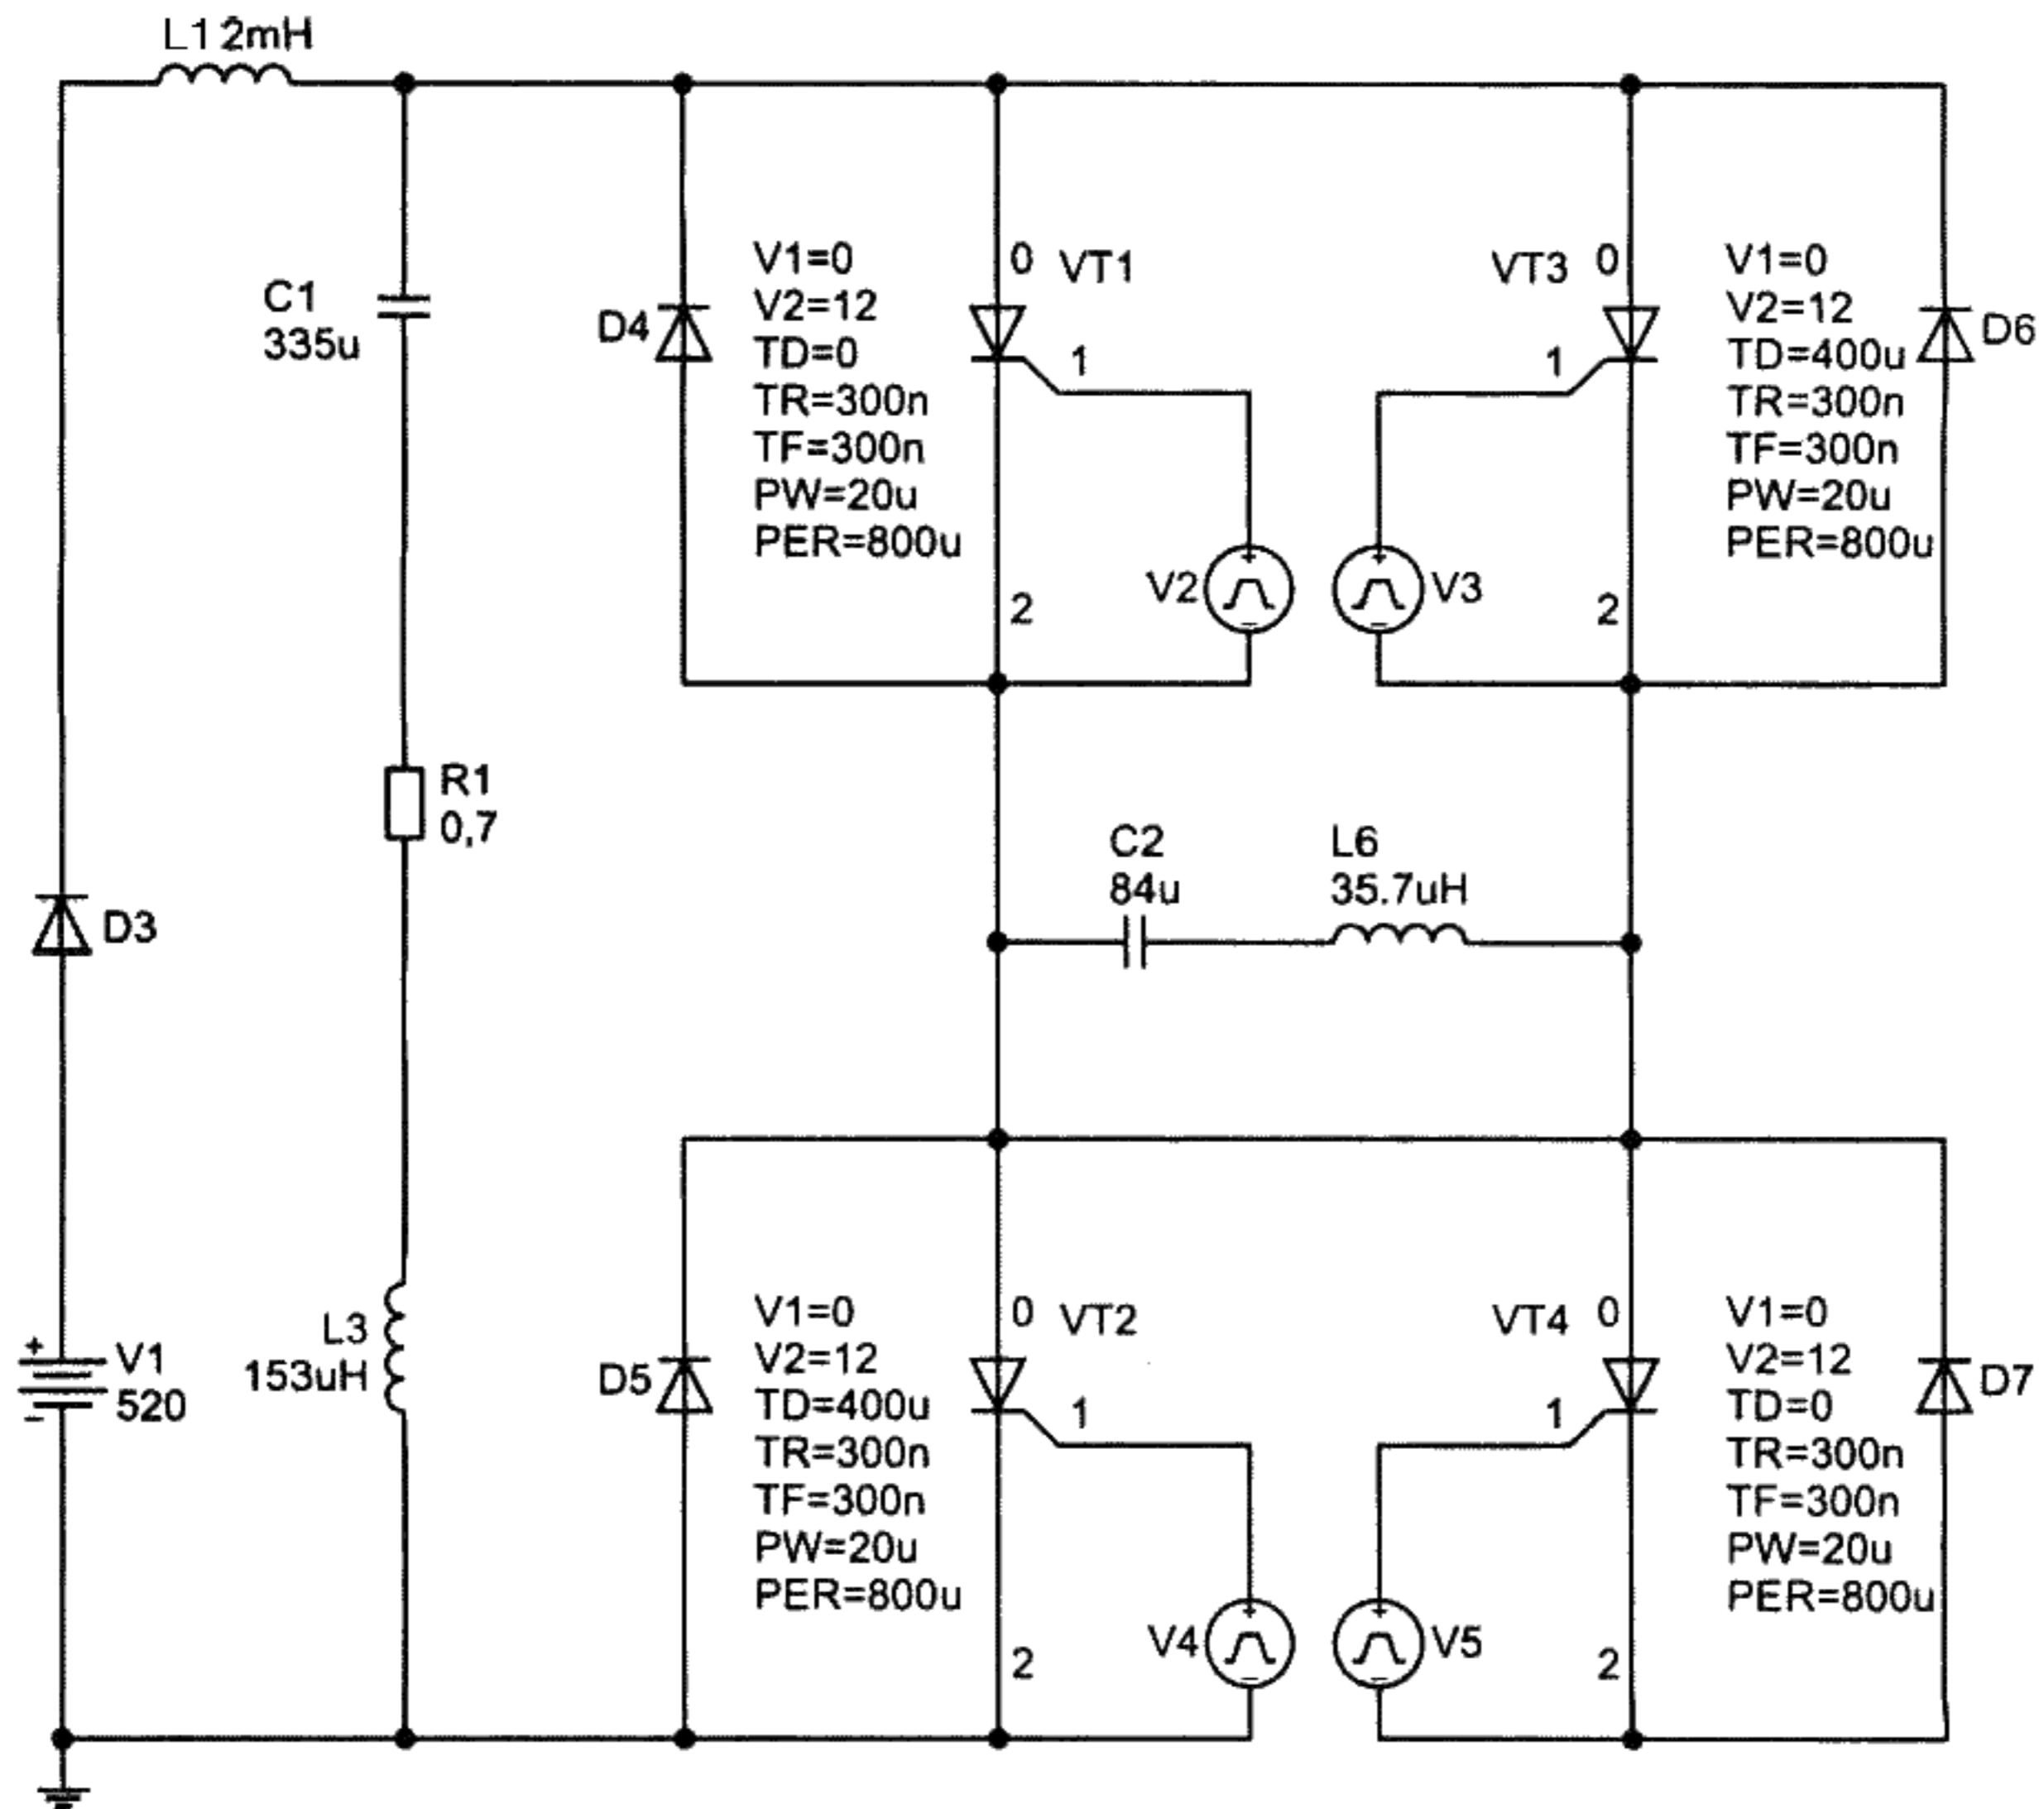 L1 2mH
C1
335u
D4
V1=0
V2=12
TD=0
TR=300n
TF=300n
PW=20u
PER=800u
0 VT1
1
2
V2
VT3 0
1
2
V3
V1=0
V2=12
TD=400u
TR=300n
TF=300n
PW=20u
PER=800u
D6
R1
0,7
C2
84u
L6
35.7uH
D3
+
V1
520
–
L3
153uH
D5
V1=0
V2=12
TD=400u
TR=300n
TF=300n
PW=20u
PER=800u
0 VT2
1
2
V4
VT4 0
1
2
V5
V1=0
V2=12
TD=0
TR=300n
TF=300n
PW=20u
PER=800u
D7